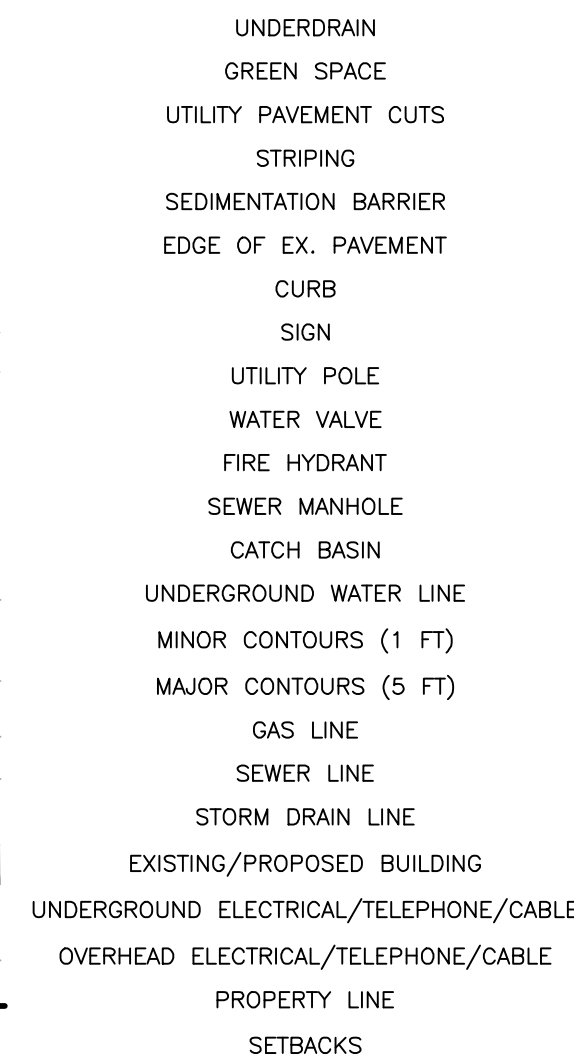 UNDERDRAIN
GREEN SPACE
UTILITY PAVEMENT CUTS
STRIPING
SEDIMENTATION BARRIER
EDGE OF EX. PAVEMENT
CURB
SIGN
UTILITY POLE
WATER VALVE
FIRE HYDRANT
SEWER MANHOLE
CATCH BASIN
UNDERGROUND WATER LINE
MINOR CONTOURS (1 FT)
MAJOR CONTOURS (5 FT)
GAS LINE
SEWER LINE
STORM DRAIN LINE
EXISTING/PROPOSED BUILDING
UNDERGROUND ELECTRICAL/TELEPHONE/CABLE
OVERHEAD ELECTRICAL/TELEPHONE/CABLE
PROPERTY LINE
SETBACKS